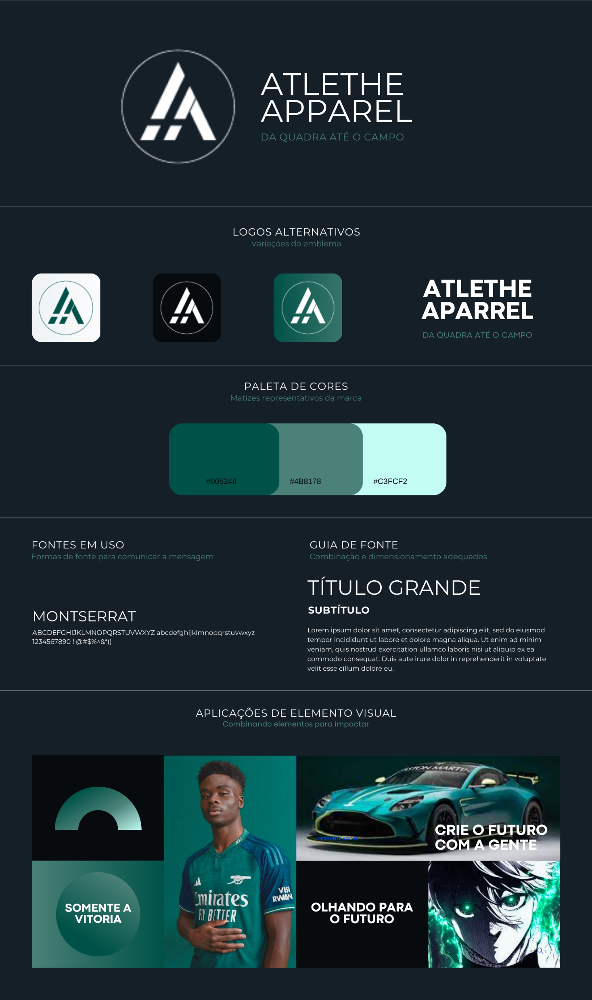 ATLETHE
APPAREL
DA QUADRA ATÉ O CAMPO
LOGOS ALTERNATIVOS
Variações do emblema
ATLETHE
APARREL
DA QUADRA ATÉ O CAMPO
PALETA DE CORES
Matizes representativos da marca
#005248
#4B8178
#C3FCF2
FONTES EM USO
Formas de fonte para comunicar a mensagem
MONTSERRAT
ABCDEFGHIJKLMNOPQRSTUVWXYZ abcdefghijklmnopqrstuvwxyz
1234567890 ! @#$%^&*()
GUIA DE FONTE
Combinação e dimensionamento adequados
TÍTULO GRANDE
SUBTÍTULO
Lorem ipsum dolor sit amet, consectetur adipiscing elit, sed do eiusmod
tempor incididunt ut labore et dolore magna aliqua. Ut enim ad minim
veniam, quis nostrud exercitation ullamco laboris nisi ut aliquip ex ea
commodo consequat. Duis aute irure dolor in reprehenderit in voluptate
velit esse cillum dolore eu.
APLICAÇÕES DE ELEMENTO VISUAL
Combinando elementos para impactar
ASTON MARTIN
CRIE O FUTURO
COM A GENTE
PERGUNTE AGORA
Emirates
FLY BETTER
VISI
RWAN
SOMENTE A
VITORIA
OLHANDO PARA
O FUTURO